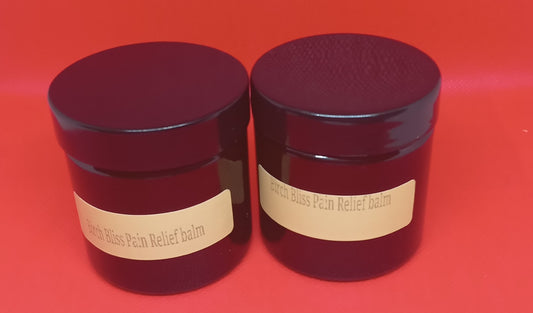 Birch Bliss Pain Relief balm
Birch Bliss Pain Relief balm